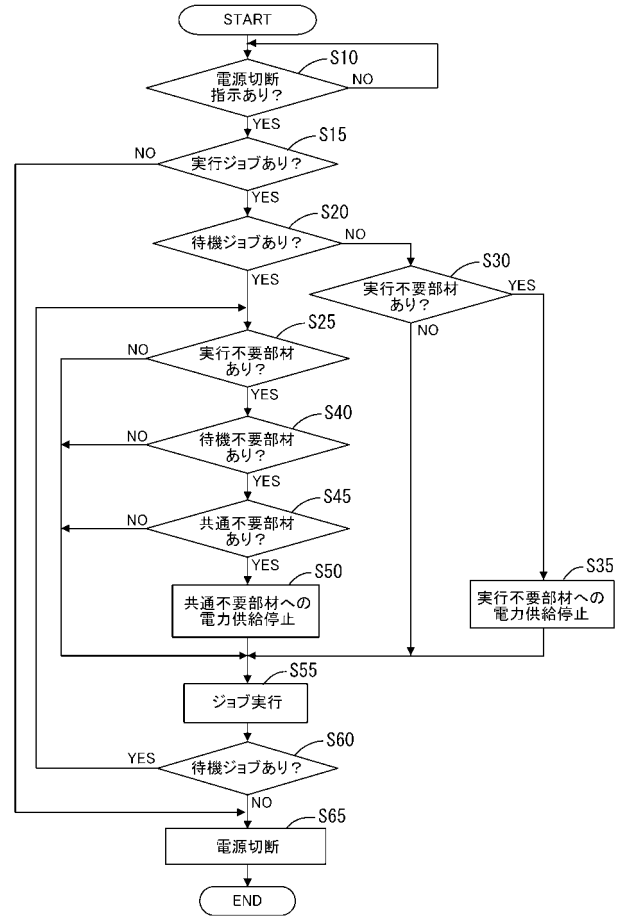 START
S10
電源切断
指示あり?
NO
YES
S15
NO
実行ジョブあり?
YES
S20
待機ジョブあり?
NO
YES
S30
実行不要部材
あり?
YES
NO
S25
NO
実行不要部材
あり?
YES
S40
NO
待機不要部材
あり?
YES
S45
NO
共通不要部材
あり?
YES
S50
共通不要部材への
電力供給停止
S35
実行不要部材への
電力供給停止
S55
ジョブ実行
S60
YES
待機ジョブあり?
NO
S65
電源切断
END